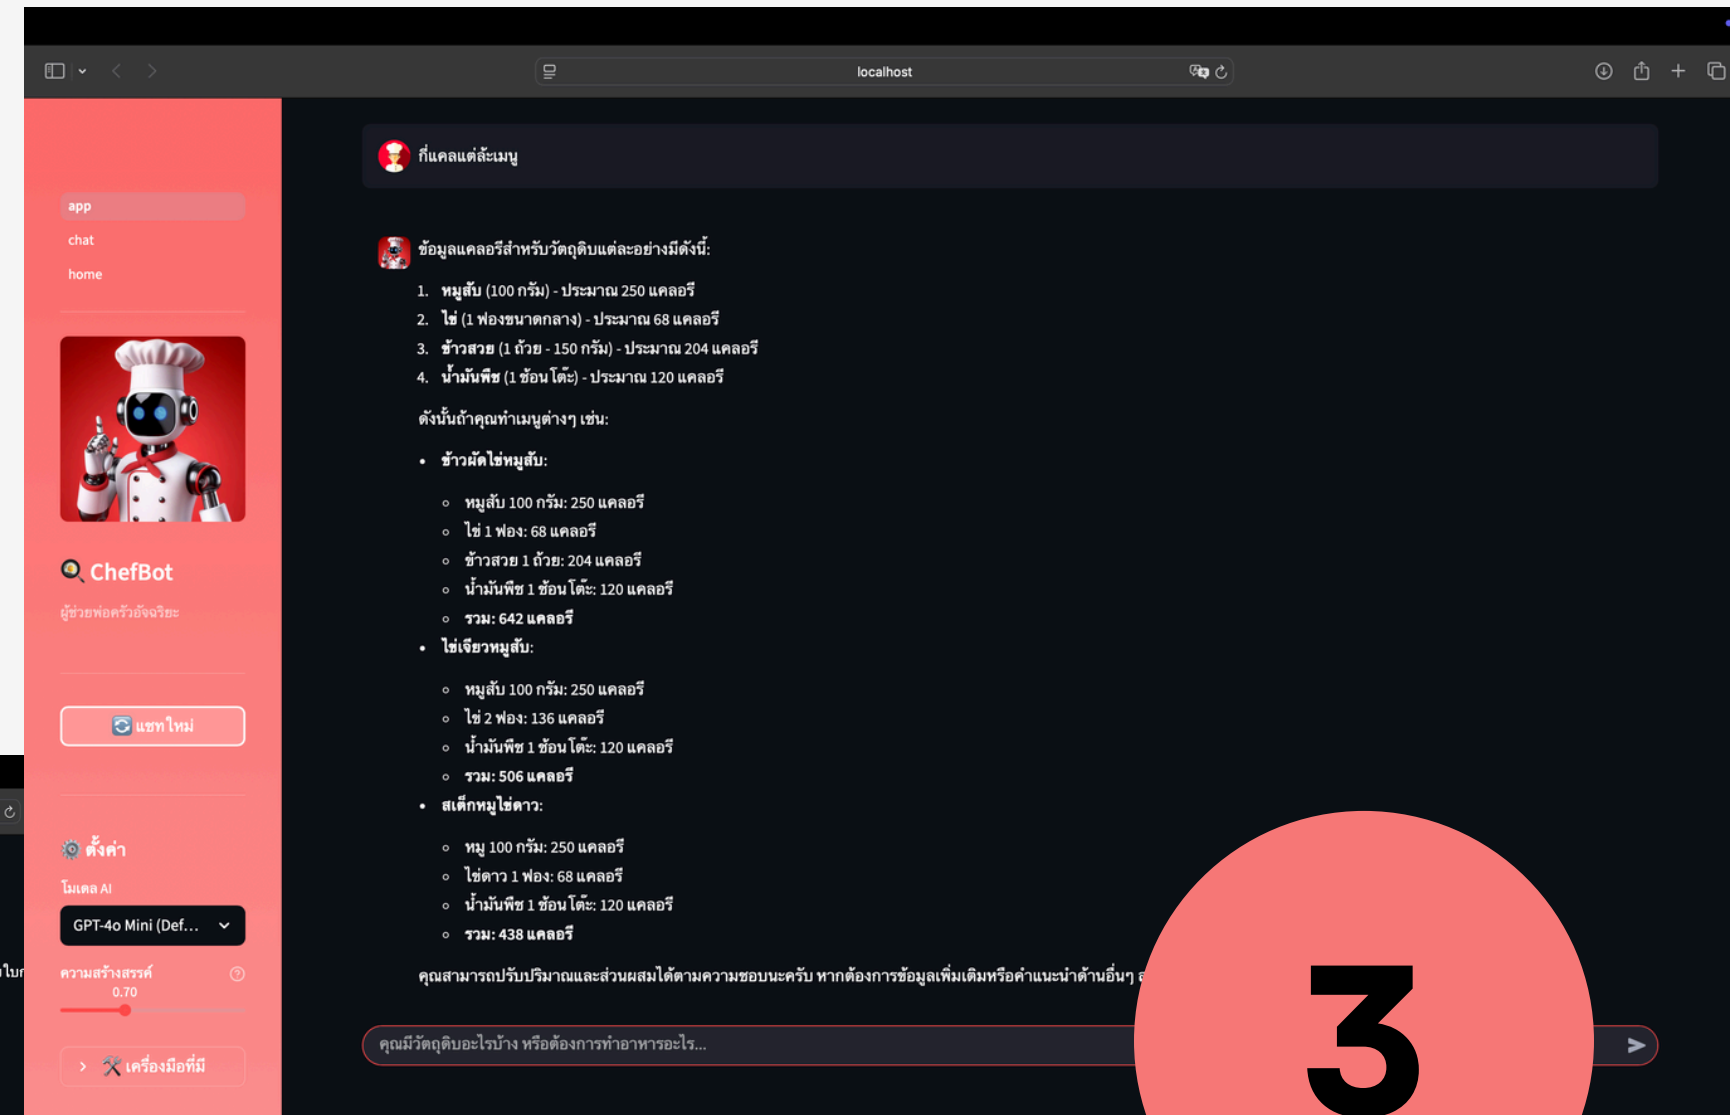 localhost
app
chat
home
ChefBot
ผู้ช่วยพ่อครัวอัจฉริยะ
แชทใหม่
ตั้งค่า
โมเดล AI
GPT-4o Mini (Def...
ความสร้างสรรค์
0.70
เครื่องมือที่มี
กี่แคลแต่ล้ะเมนู
ข้อมูลแคลอรีสำหรับวัตถุดิบแต่ละอย่างมีดังนี้:
1. หมูสับ (100 กรัม) - ประมาณ 250 แคลอรี
2. ไข่ (1 ฟองขนาดกลาง) - ประมาณ 68 แคลอรี
3. ข้าวสวย (1 ถ้วย - 150 กรัม) - ประมาณ 204 แคลอรี
4. น้ำมันพืช (1 ช้อนโต๊ะ) - ประมาณ 120 แคลอรี
ดังนั้นถ้าคุณทำเมนูต่างๆ เช่น:
• ข้าวผัดไข่หมูสับ:
◦ หมูสับ 100 กรัม: 250 แคลอรี
◦ ไข่ 1 ฟอง: 68 แคลอรี
◦ ข้าวสวย 1 ถ้วย: 204 แคลอรี
◦ น้ำมันพืช 1 ช้อนโต๊ะ: 120 แคลอรี
◦ รวม: 642 แคลอรี
• ไข่เจียวหมูสับ:
◦ หมูสับ 100 กรัม: 250 แคลอรี
◦ ไข่ 2 ฟอง: 136 แคลอรี
◦ น้ำมันพืช 1 ช้อนโต๊ะ: 120 แคลอรี
◦ รวม: 506 แคลอรี
• สเต็กหมูไข่ดาว:
◦ หมู 100 กรัม: 250 แคลอรี
◦ ไข่ดาว 1 ฟอง: 68 แคลอรี
◦ น้ำมันพืช 1 ช้อนโต๊ะ: 120 แคลอรี
◦ รวม: 438 แคลอรี
คุณสามารถปรับปริมาณและส่วนผสมได้ตามความชอบนะครับ หากต้องการข้อมูลเพิ่มเติมหรือคำแนะนำด้านอื่นๆ
คุณมีวัตถุดิบอะไรบ้าง หรือต้องการทำอาหารอะไร...
3